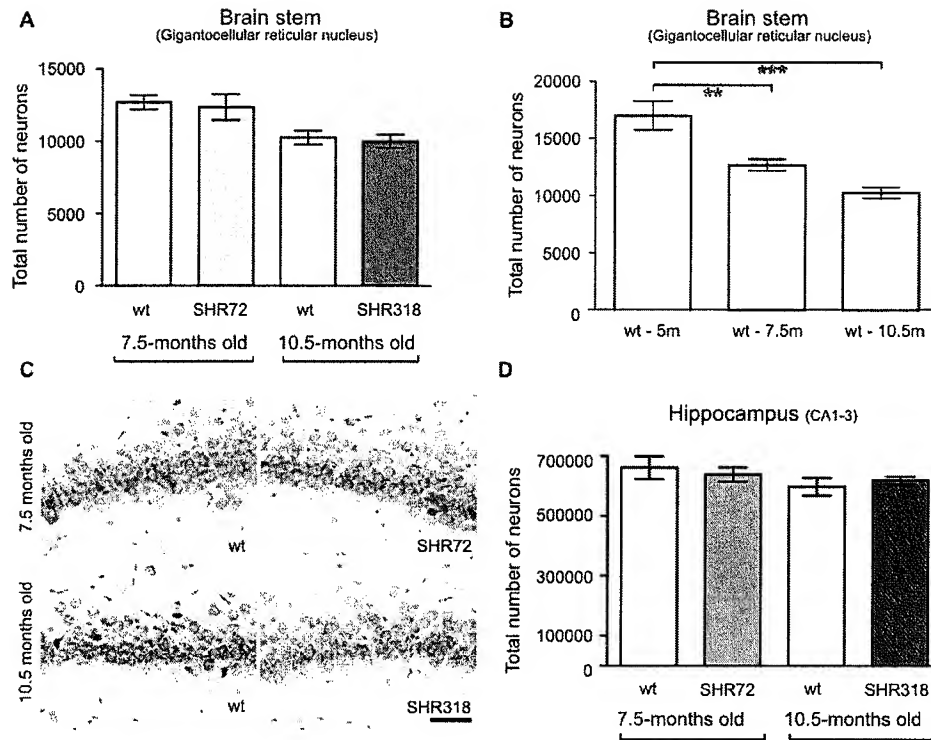 A
Brain stem
(Gigantocellular reticular nucleus)
Total number of neurons
15000
10000
5000
0
wt
SHR72
wt
SHR318
7.5-months old
10.5-months old
B
Brain stem
(Gigantocellular reticular nucleus)
***
**
Total number of neurons
20000
15000
10000
5000
0
wt - 5m
wt - 7.5m
wt - 10.5m
C
7.5 months old
wt
SHR72
10.5 months old
wt
SHR318
D
Hippocampus (CA1-3)
Total number of neurons
700000
500000
300000
100000
0
wt
SHR72
wt
SHR318
7.5-months old
10.5-months old